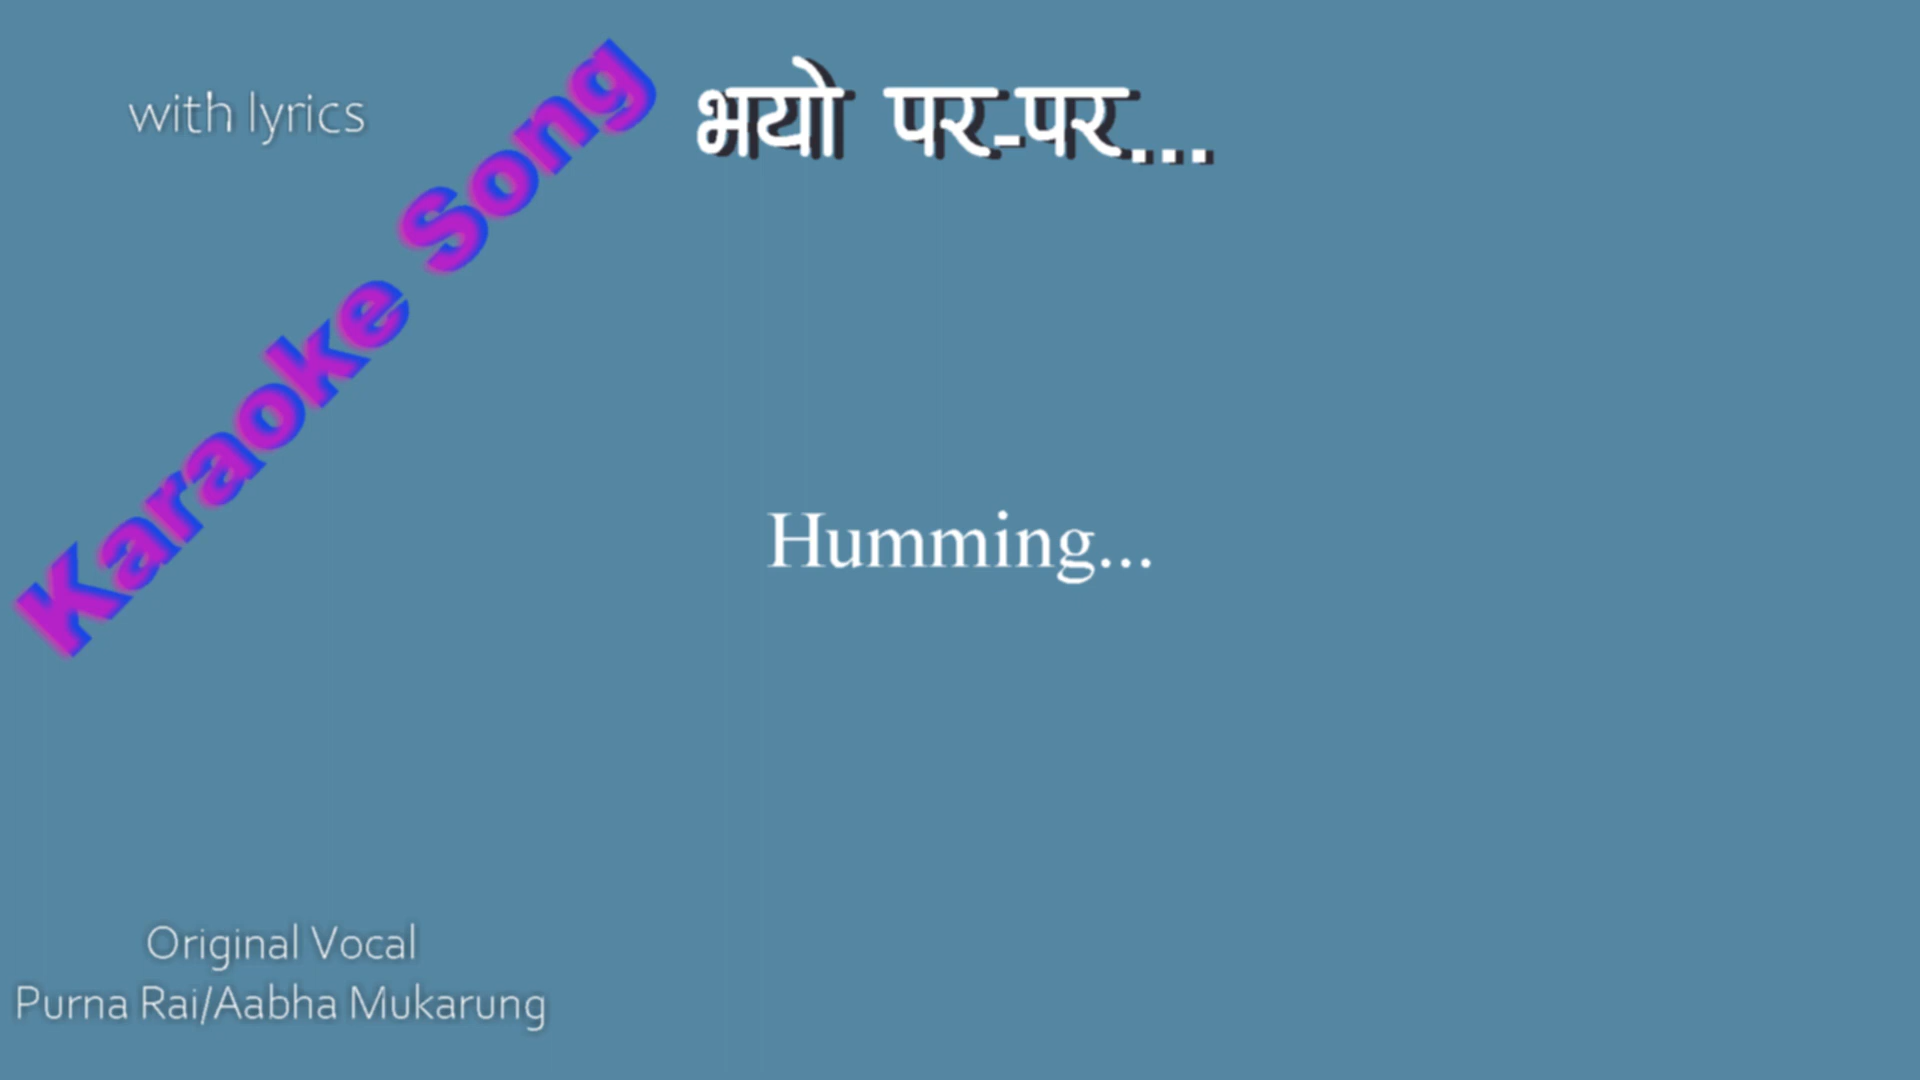 with lyrics
Karaoke Song
भयो पर-पर...
Humming...
Original Vocal
Purna Rai/Aabha Mukarung